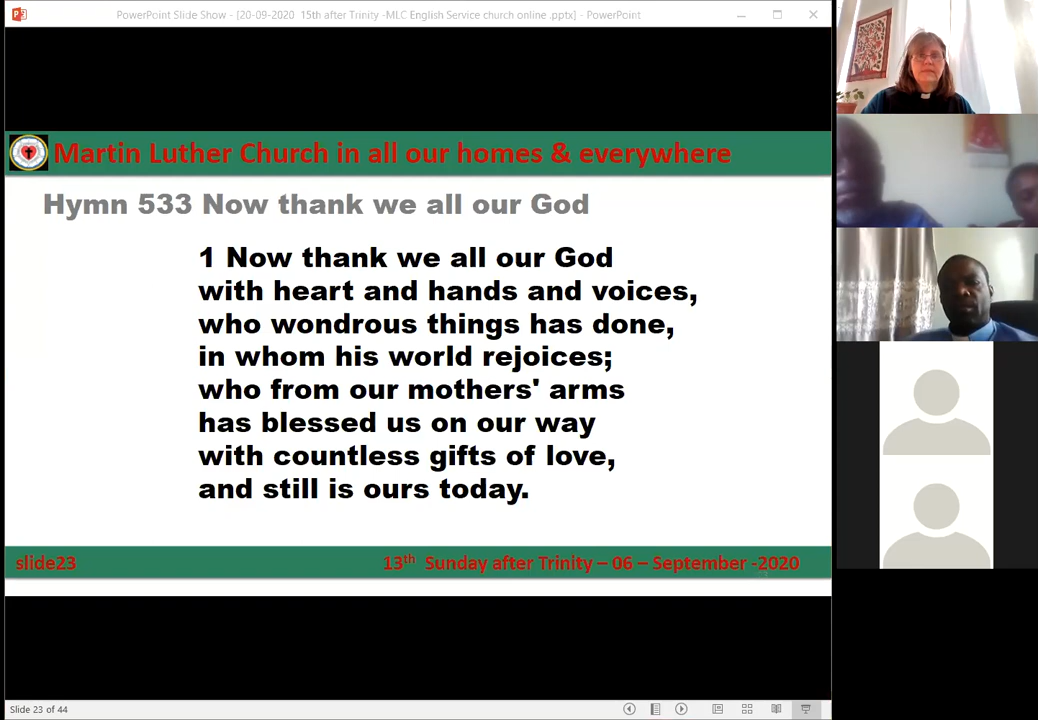 PowerPoint Slide Show - [20-09-2020 15th after Trinity -MLC English Service church online .pptx] - PowerPoint
Martin Luther Church in all our homes & everywhere
Hymn 533 Now thank we all our God
1 Now thank we all our God
with heart and hands and voices,
who wondrous things has done,
in whom his world rejoices;
who from our mothers' arms
has blessed us on our way
with countless gifts of love,
and still is ours today.
slide23
13th Sunday after Trinity – 06 – September -2020
Slide 23 of 44